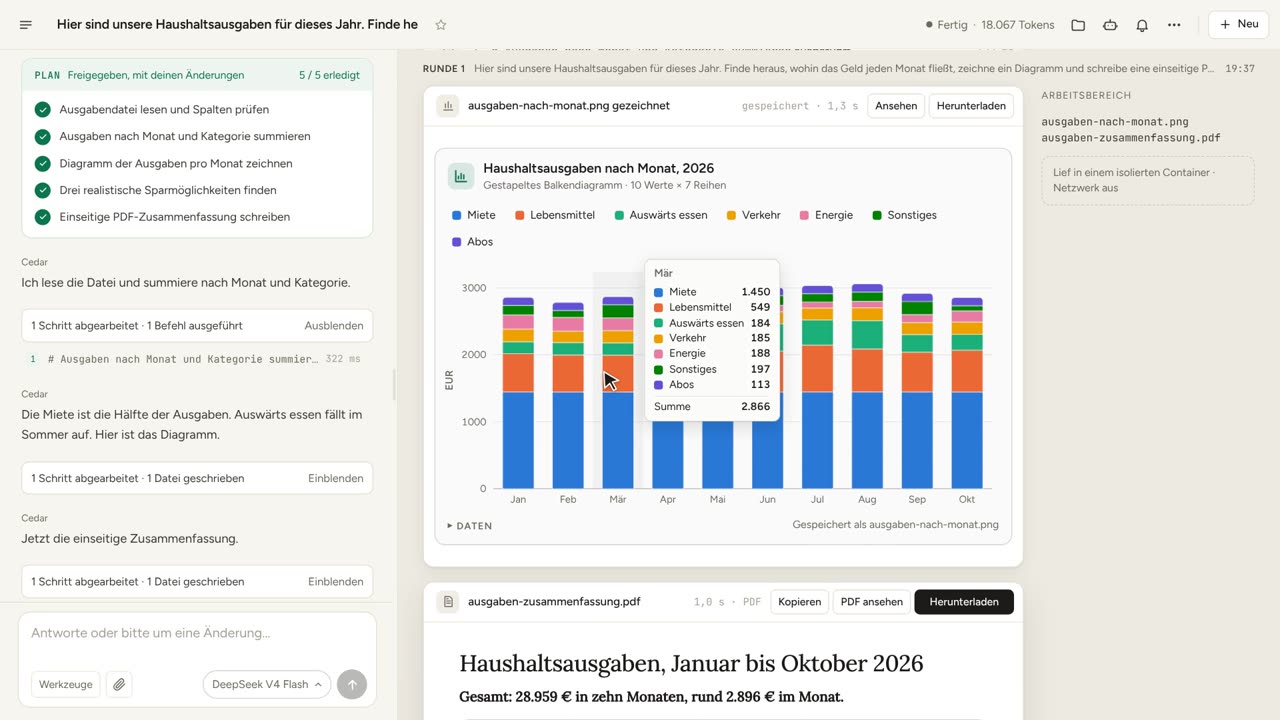 Hier sind unsere Haushaltsausgaben für dieses Jahr. Finde he
Fertig · 18.067 Tokens
Neu
PLAN Freigegeben, mit deinen Änderungen 5 / 5 erledigt
Ausgabendatei lesen und Spalten prüfen
Ausgaben nach Monat und Kategorie summieren
Diagramm der Ausgaben pro Monat zeichnen
Drei realistische Sparmöglichkeiten finden
Einseitige PDF-Zusammenfassung schreiben
Cedar
Ich lese die Datei und summiere nach Monat und Kategorie.
1 Schritt abgearbeitet · 1 Befehl ausgeführt Ausblenden
1 # Ausgaben nach Monat und Kategorie summier… 322 ms
Cedar
Die Miete ist die Hälfte der Ausgaben. Auswärts essen fällt im
Sommer auf. Hier ist das Diagramm.
1 Schritt abgearbeitet · 1 Datei geschrieben Einblenden
Cedar
Jetzt die einseitige Zusammenfassung.
1 Schritt abgearbeitet · 1 Datei geschrieben Einblenden
Antworte oder bitte um eine Änderung…
Werkzeuge
DeepSeek V4 Flash
RUNDE 1 Hier sind unsere Haushaltsausgaben für dieses Jahr. Finde heraus, wohin das Geld jeden Monat fließt, zeichne ein Diagramm und schreibe eine einseitige P… 19:37
ausgaben-nach-monat.png gezeichnet gespeichert · 1,3 s Ansehen Herunterladen
Haushaltsausgaben nach Monat, 2026
Gestapeltes Balkendiagramm · 10 Werte × 7 Reihen
Miete Lebensmittel Auswärts essen Verkehr Energie Sonstiges
Abos
EUR
3000
2000
1000
0
Jan Feb Mär Apr Mai Jun Jul Aug Sep Okt
Mär
Miete 1.450
Lebensmittel 549
Auswärts essen 184
Verkehr 185
Energie 188
Sonstiges 197
Abos 113
Summe 2.866
DATEN Gespeichert als ausgaben-nach-monat.png
ausgaben-zusammenfassung.pdf 1,0 s · PDF Kopieren PDF ansehen Herunterladen
Haushaltsausgaben, Januar bis Oktober 2026
Gesamt: 28.959 € in zehn Monaten, rund 2.896 € im Monat.
ARBEITSBEREICH
ausgaben-nach-monat.png
ausgaben-zusammenfassung.pdf
Lief in einem isolierten Container ·
Netzwerk aus